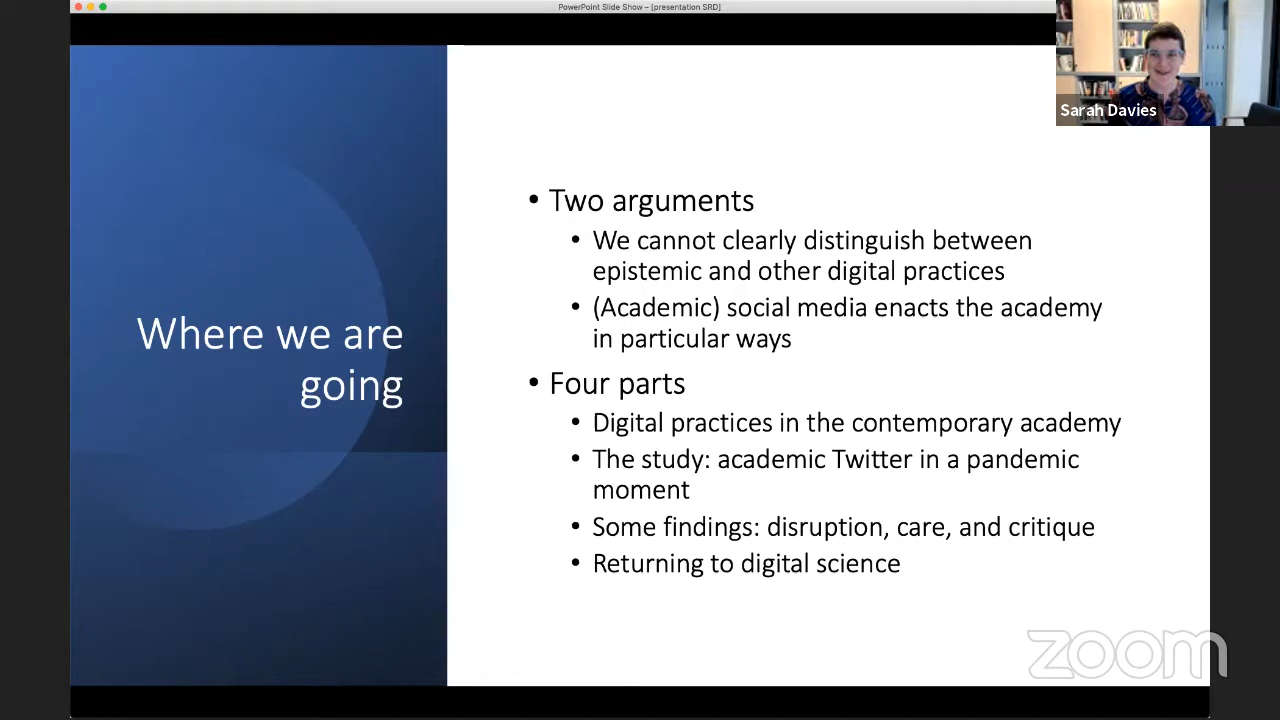 PowerPoint Slide Show – [presentation SRD]
Sarah Davies
Where we are
going
• Two arguments
• We cannot clearly distinguish between
epistemic and other digital practices
• (Academic) social media enacts the academy
in particular ways
• Four parts
• Digital practices in the contemporary academy
• The study: academic Twitter in a pandemic
moment
• Some findings: disruption, care, and critique
• Returning to digital science
zoom